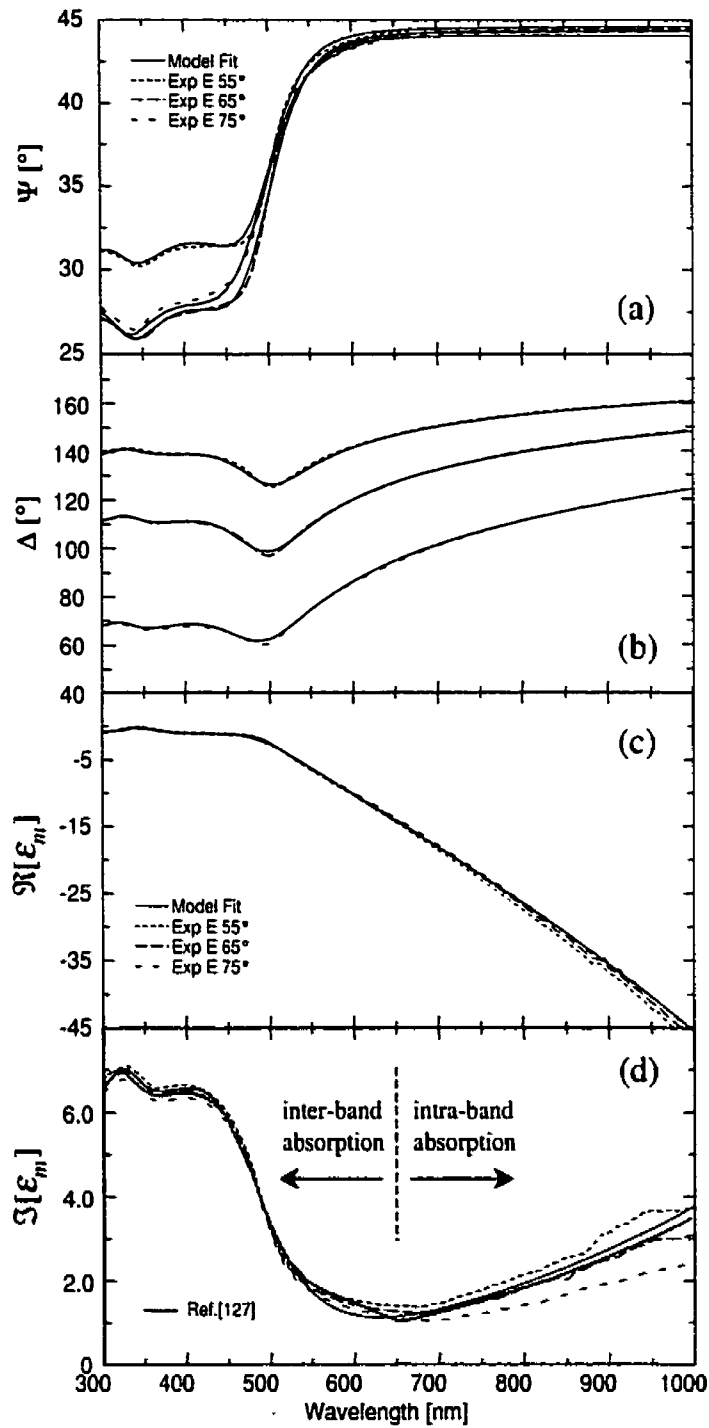 45
40
35
30
25
Ψ [°]
Model Fit
Exp E 55°
Exp E 65°
Exp E 75°
(a)
160
140
120
100
80
60
40
Δ [°]
(b)
-5
-15
-25
-35
-45
ℜ[ε_m]
Model Fit
Exp E 55°
Exp E 65°
Exp E 75°
(c)
6.0
4.0
2.0
0
ℑ[ε_m]
(d)
inter-band intra-band
absorption absorption
Ref.[127]
300 400 500 600 700 800 900 1000
Wavelength [nm]